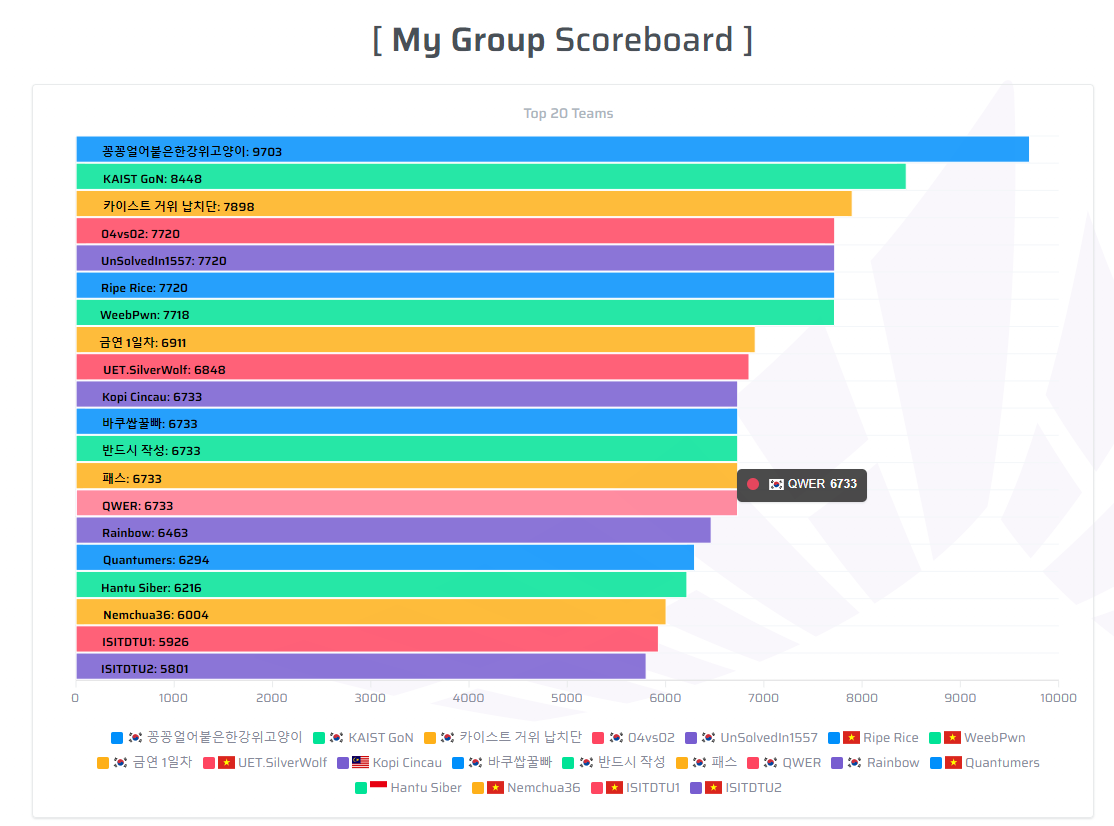 [ My Group Scoreboard ]
Top 20 Teams
꽁꽁얼어붙은한강위고양이: 9703
KAIST GoN: 8448
카이스트 거위 납치단: 7898
04vs02: 7720
UnSolvedIn1557: 7720
Ripe Rice: 7720
WeebPwn: 7718
금연 1일차: 6911
UET.SilverWolf: 6848
Kopi Cincau: 6733
바쿠쌉꿀빠: 6733
반드시 작성: 6733
패스: 6733
QWER 6733
QWER: 6733
Rainbow: 6463
Quantumers: 6294
Hantu Siber: 6216
Nemchua36: 6004
ISITDTU1: 5926
ISITDTU2: 5801
0 1000 2000 3000 4000 5000 6000 7000 8000 9000 10000
꽁꽁얼어붙은한강위고양이 KAIST GoN 카이스트 거위 납치단 04vs02 UnSolvedIn1557 Ripe Rice WeebPwn
금연 1일차 UET.SilverWolf Kopi Cincau 바쿠쌉꿀빠 반드시 작성 패스 QWER Rainbow Quantumers
Hantu Siber Nemchua36 ISITDTU1 ISITDTU2